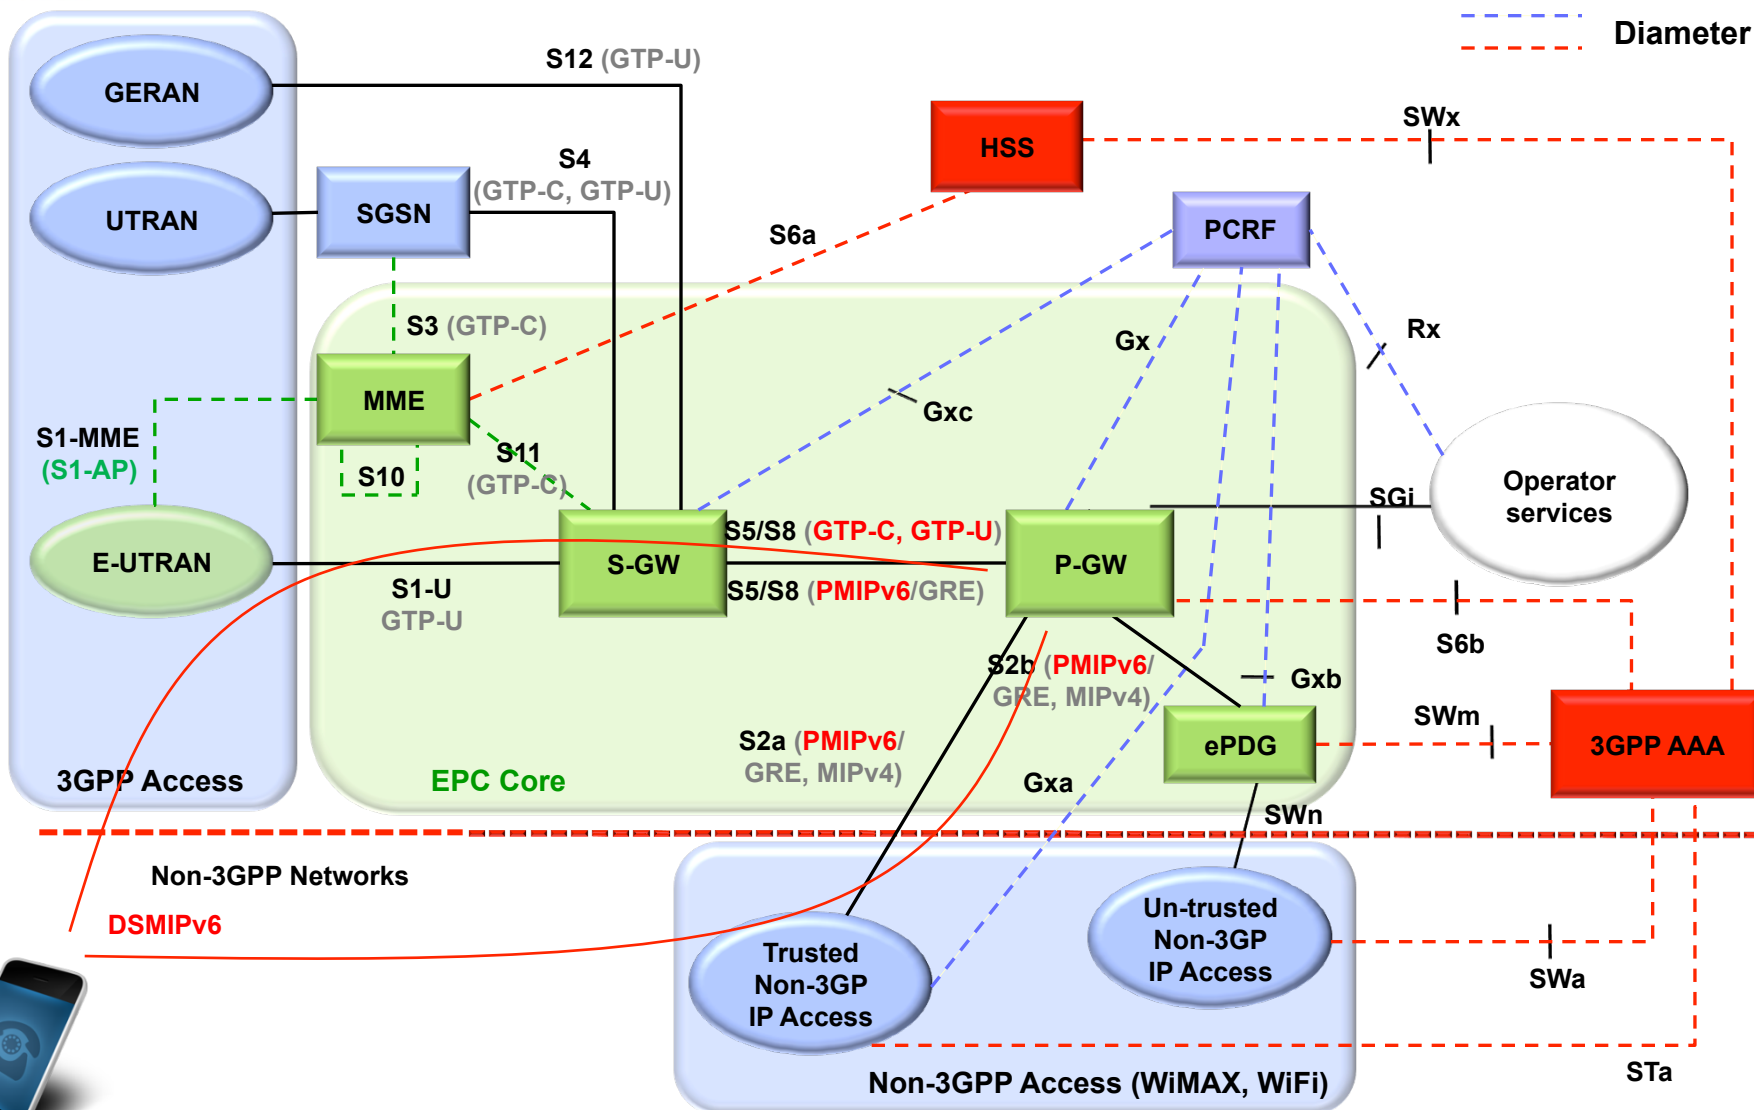 Diameter
S12 (GTP-U)
GERAN
SWx
HSS
S4
(GTP-C, GTP-U)
SGSN
UTRAN
PCRF
S6a
S3 (GTP-C)
Gx
Rx
MME
Gxc
S1-MME
(S1-AP)
S10
S11
(GTP-C)
Operator
services
SGi
S5/S8 (GTP-C, GTP-U)
E-UTRAN
S-GW
P-GW
S1-U
GTP-U
S5/S8 (PMIPv6/GRE)
S6b
S2b (PMIPv6/
GRE, MIPv4)
Gxb
SWm
S2a (PMIPv6/
GRE, MIPv4)
ePDG
3GPP AAA
3GPP Access
EPC Core
Gxa
SWn
Non-3GPP Networks
DSMIPv6
Un-trusted
Non-3GP
IP Access
Trusted
Non-3GP
IP Access
SWa
STa
Non-3GPP Access (WiMAX, WiFi)